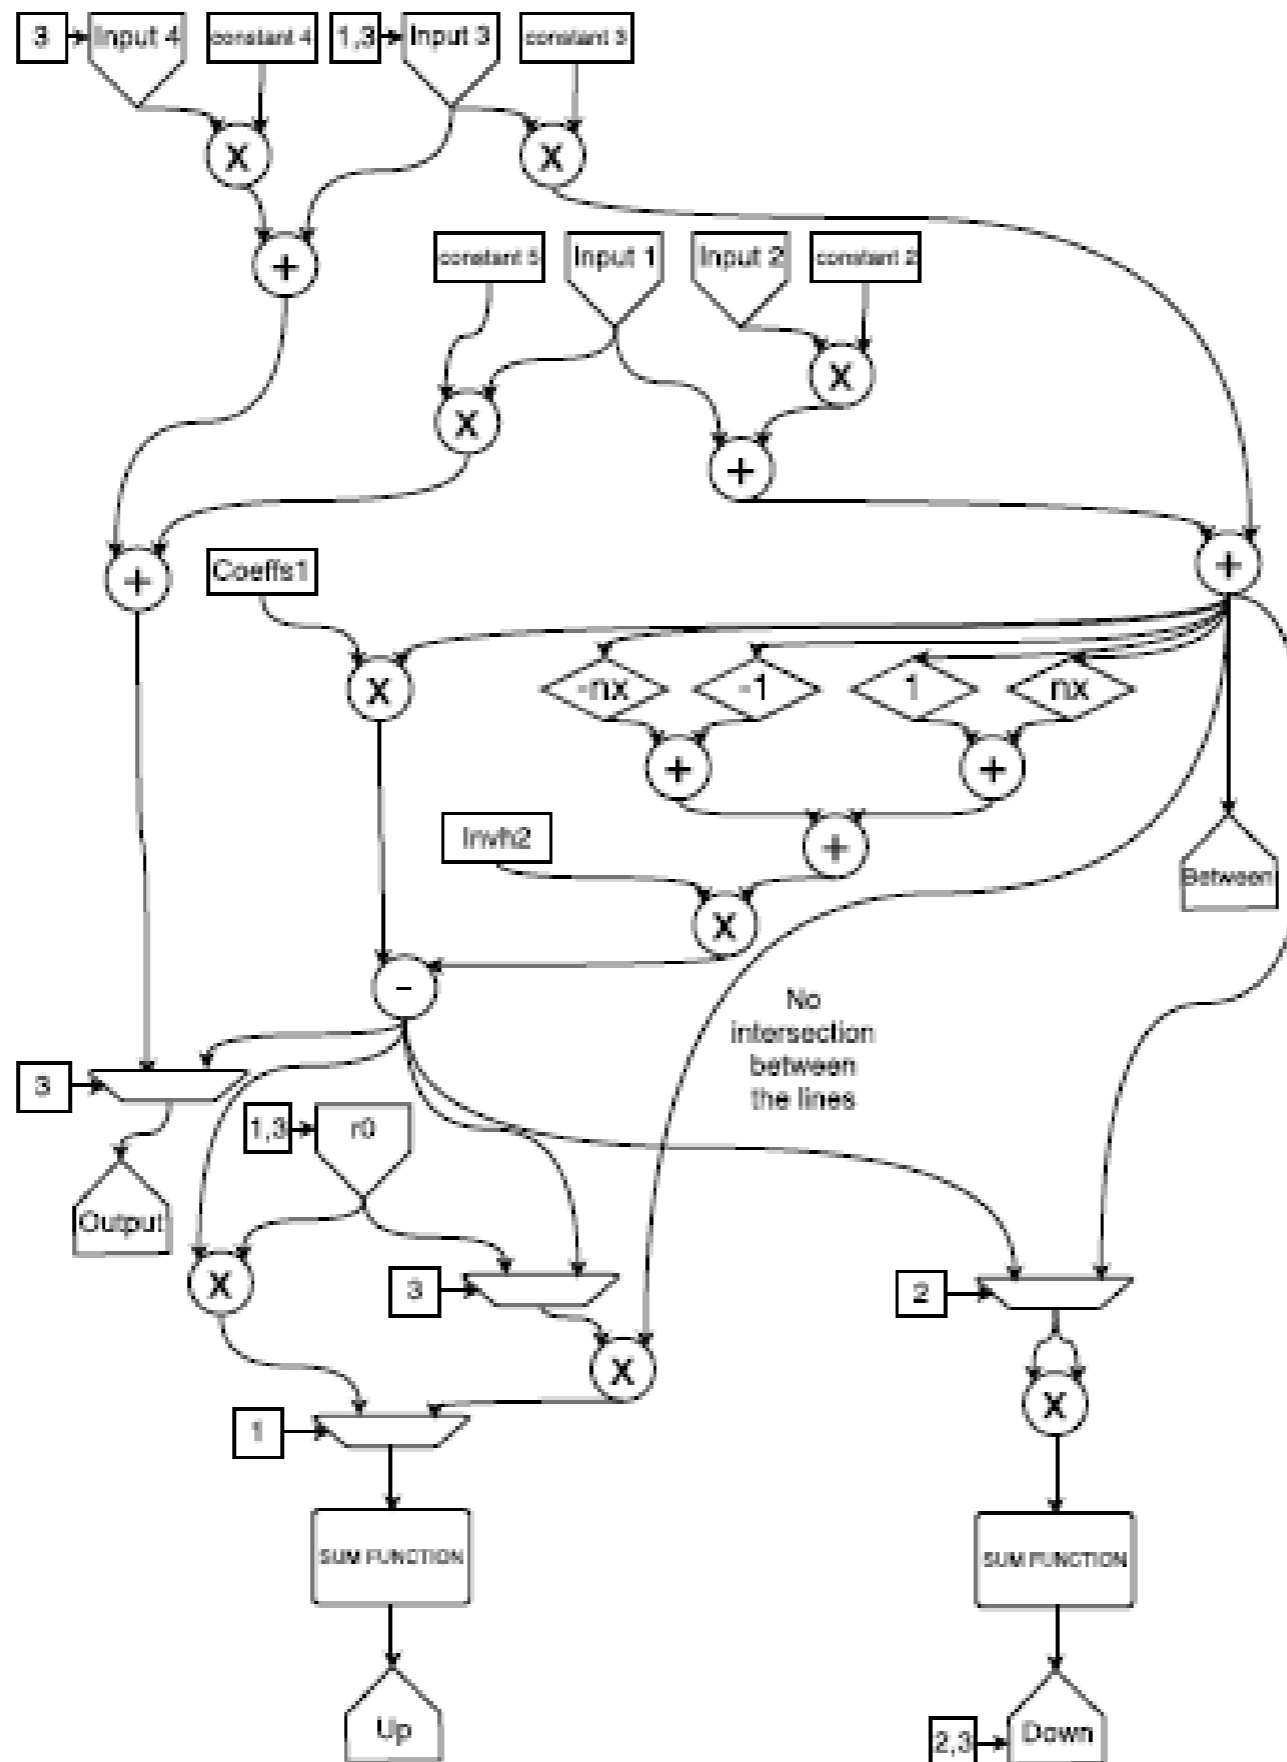 3
Input 4
constant 4
1,3
Input 3
constant 3
X
X
+
constant 5
Input 1
Input 2
constant 2
X
X
+
+
Coeffs1
+
X
-nx
-1
1
nx
+
+
Invh2
+
Between
X
-
No
intersection
between
the lines
3
1,3
r0
Output
X
3
2
X
1
X
SUM FUNCTION
SUM FUNCTION
Up
2,3
Down